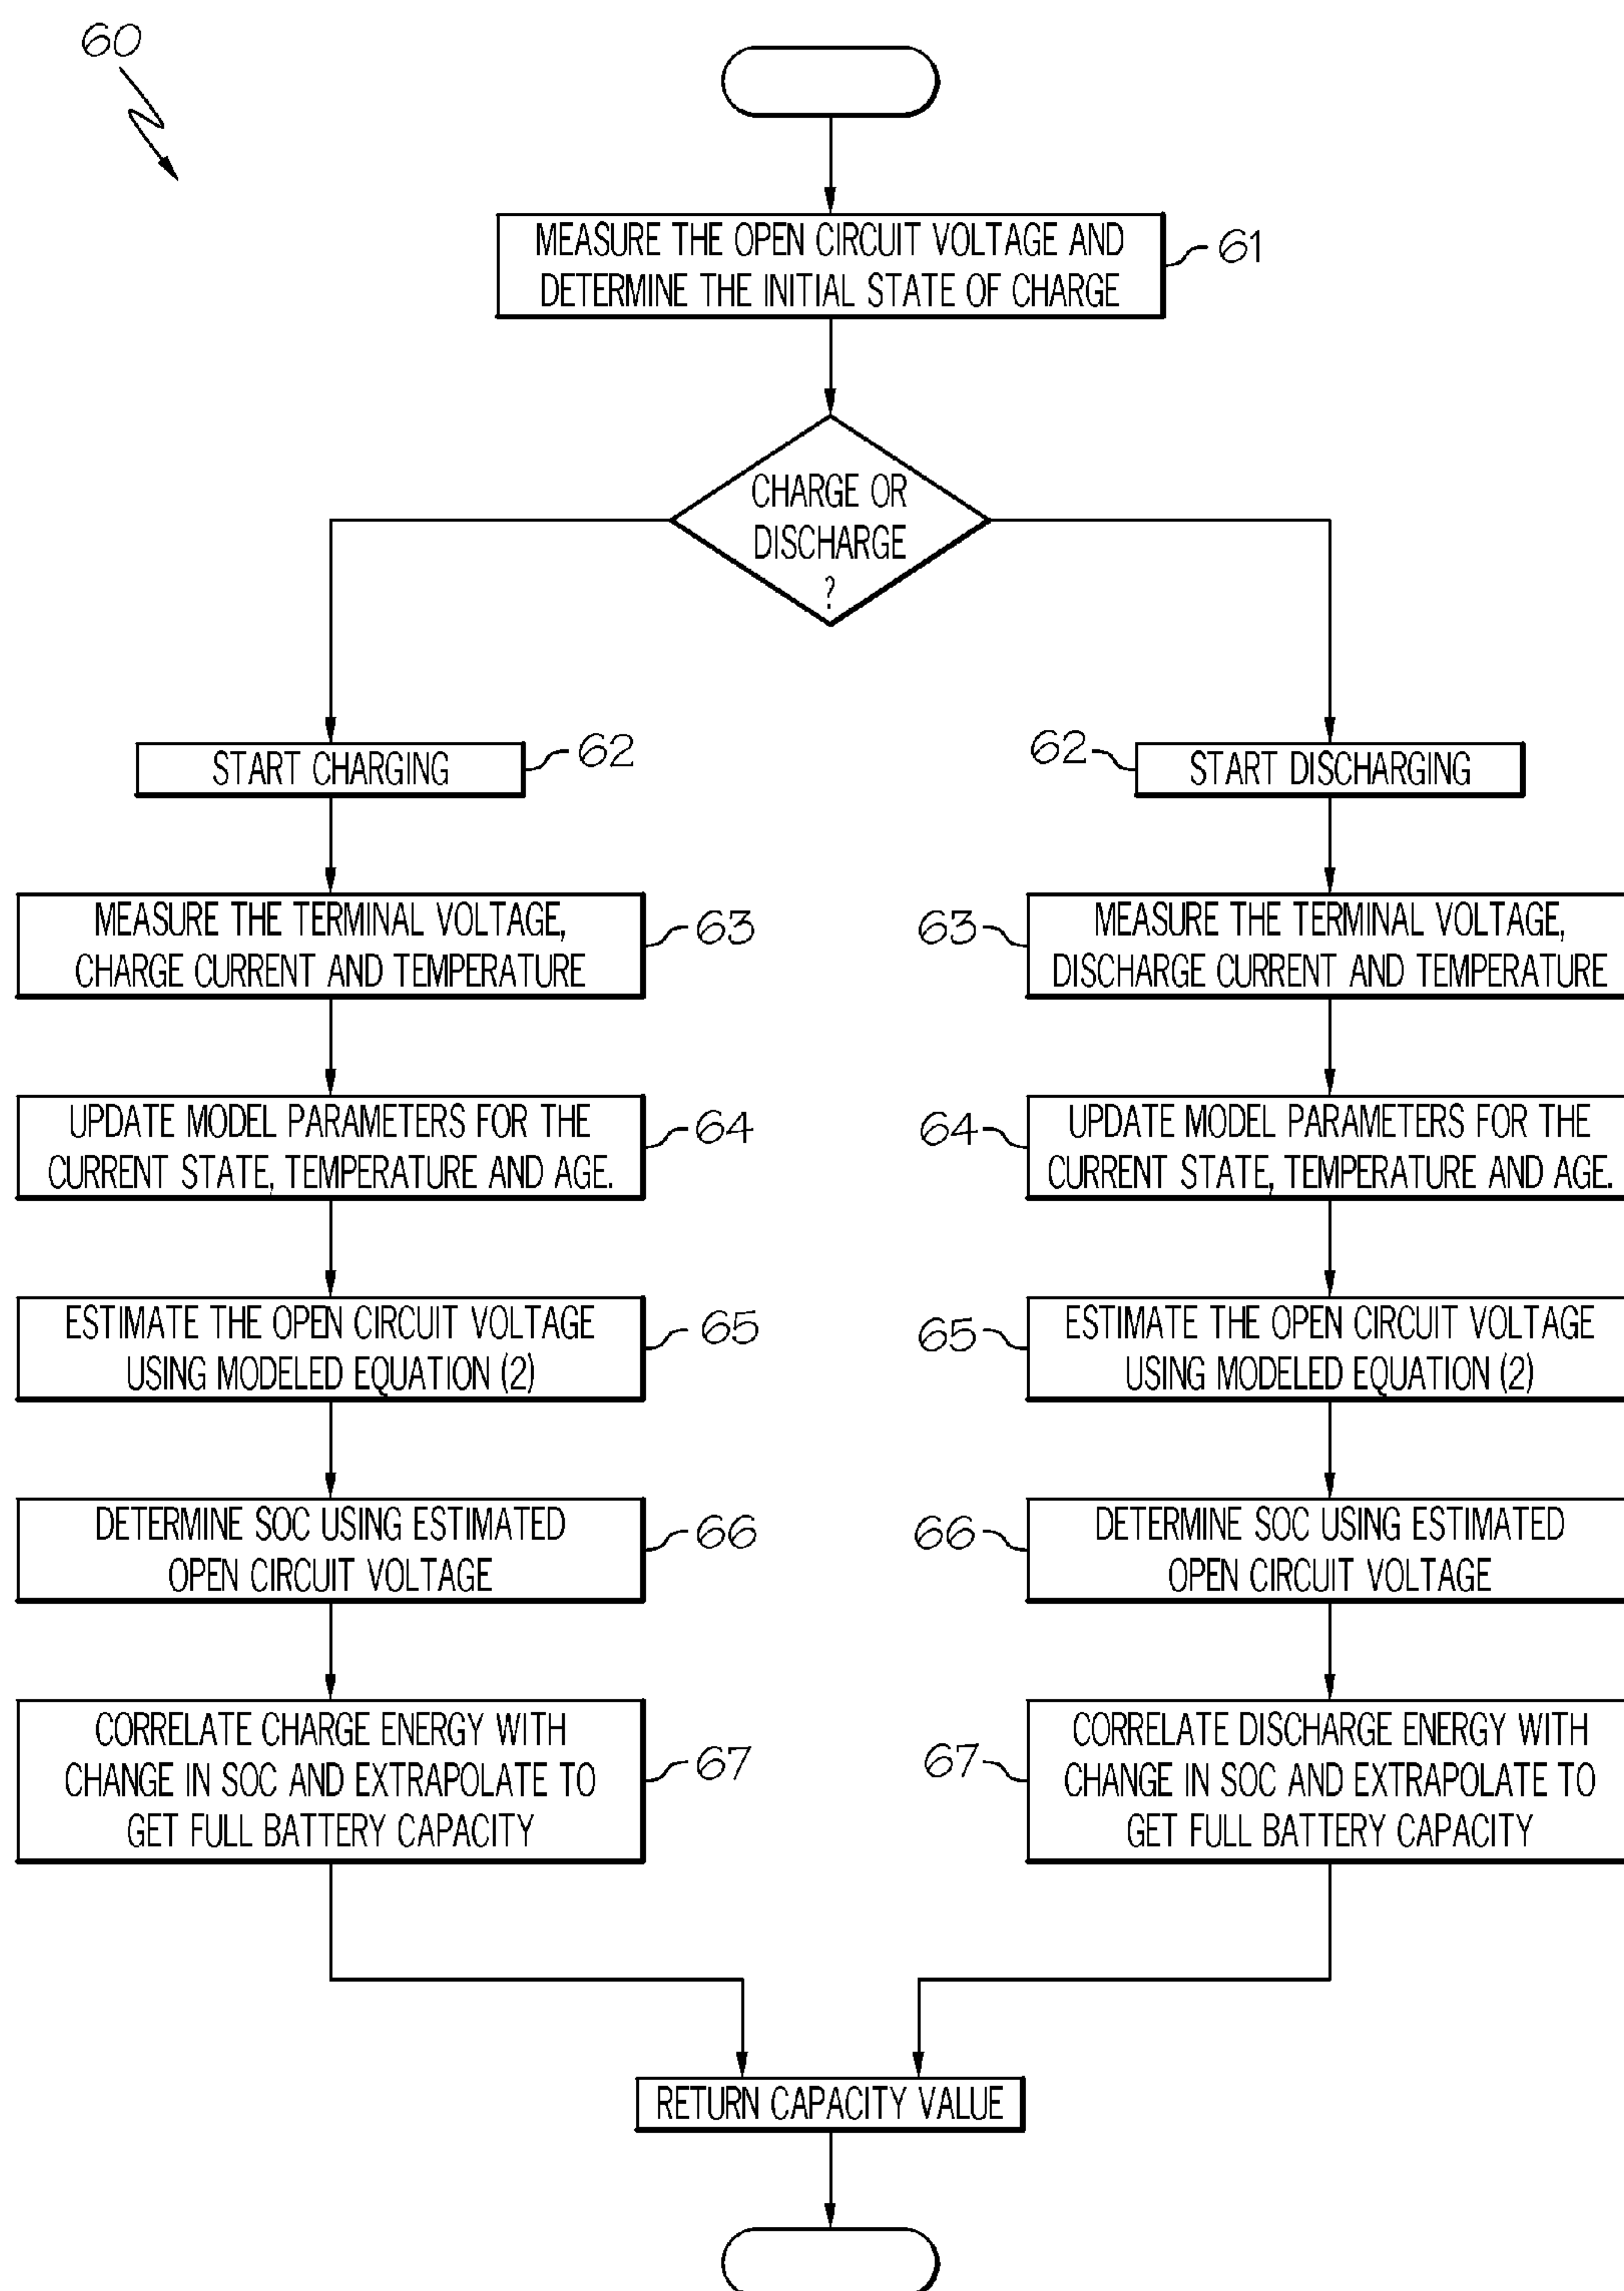 60
MEASURE THE OPEN CIRCUIT VOLTAGE AND
DETERMINE THE INITIAL STATE OF CHARGE
61
CHARGE OR
DISCHARGE
?
START CHARGING
62
MEASURE THE TERMINAL VOLTAGE,
CHARGE CURRENT AND TEMPERATURE
63
UPDATE MODEL PARAMETERS FOR THE
CURRENT STATE, TEMPERATURE AND AGE.
64
ESTIMATE THE OPEN CIRCUIT VOLTAGE
USING MODELED EQUATION (2)
65
DETERMINE SOC USING ESTIMATED
OPEN CIRCUIT VOLTAGE
66
CORRELATE CHARGE ENERGY WITH
CHANGE IN SOC AND EXTRAPOLATE TO
GET FULL BATTERY CAPACITY
67
62
START DISCHARGING
63
MEASURE THE TERMINAL VOLTAGE,
DISCHARGE CURRENT AND TEMPERATURE
64
UPDATE MODEL PARAMETERS FOR THE
CURRENT STATE, TEMPERATURE AND AGE.
65
ESTIMATE THE OPEN CIRCUIT VOLTAGE
USING MODELED EQUATION (2)
66
DETERMINE SOC USING ESTIMATED
OPEN CIRCUIT VOLTAGE
67
CORRELATE DISCHARGE ENERGY WITH
CHANGE IN SOC AND EXTRAPOLATE TO
GET FULL BATTERY CAPACITY
RETURN CAPACITY VALUE